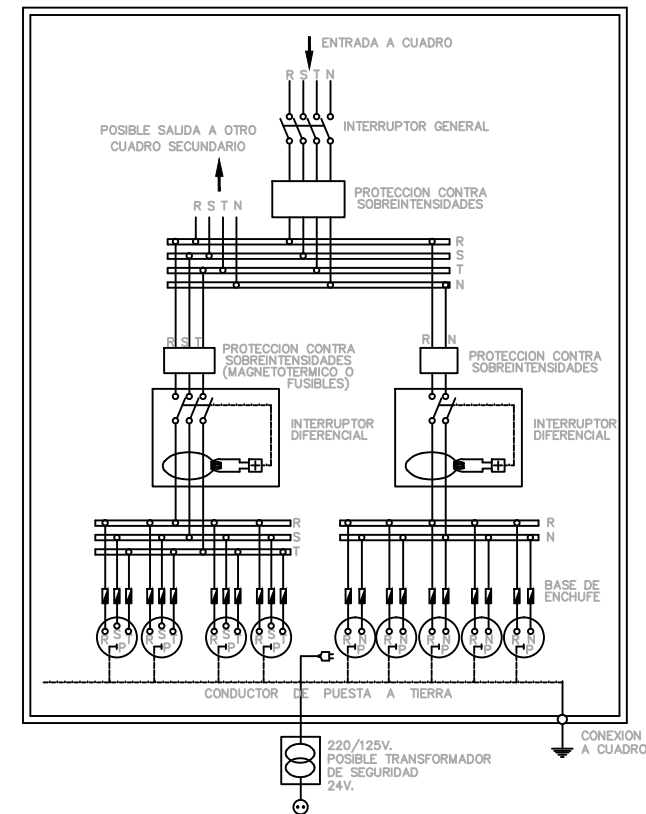 ENTRADA A CUADRO
R S T N
INTERRUPTOR GENERAL
POSIBLE SALIDA A OTRO
CUADRO SECUNDARIO
PROTECCION CONTRA
SOBREINTENSIDADES
R S T N
R
S
T
N
R S T
PROTECCION CONTRA
SOBREINTENSIDADES
(MAGNETOTERMICO O
FUSIBLES)
R N
PROTECCION CONTRA
SOBREINTENSIDADES
INTERRUPTOR
DIFERENCIAL
INTERRUPTOR
DIFERENCIAL
R
S
T
R
N
BASE DE
ENCHUFE
R S T
P
R S T
P
R S T
P
R S T
P
R N
P
R N
P
R N
P
R N
P
R N
P
CONDUCTOR DE PUESTA A TIERRA
CONEXION
A CUADRO
220/125V.
POSIBLE TRANSFORMADOR
DE SEGURIDAD
24V.